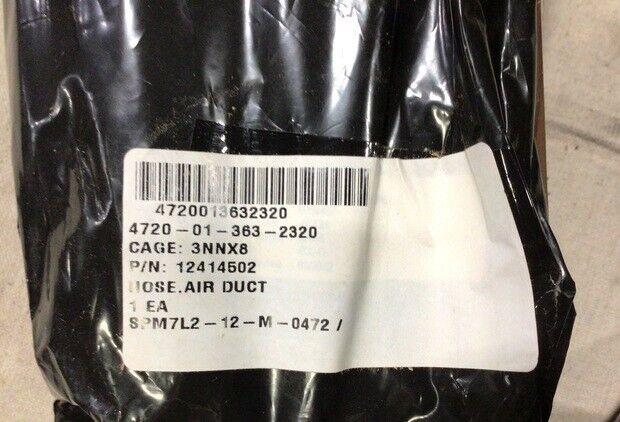 4720013632320
4720-01-363-2320
CAGE: 3NNX8
P/N: 12414502
HOSE.AIR DUCT
1 EA
SPM7L2-12-M-0472 /